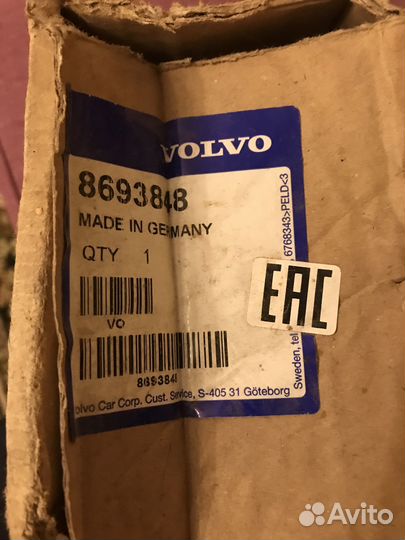 VOLVO
8693848
MADE IN GERMANY
QTY 1
VO
8693848
Volvo Car Corp. Cust. Service, S-405 31 Göteborg
Sweden, tel. 6768343>PELD<3
EAC
Avito